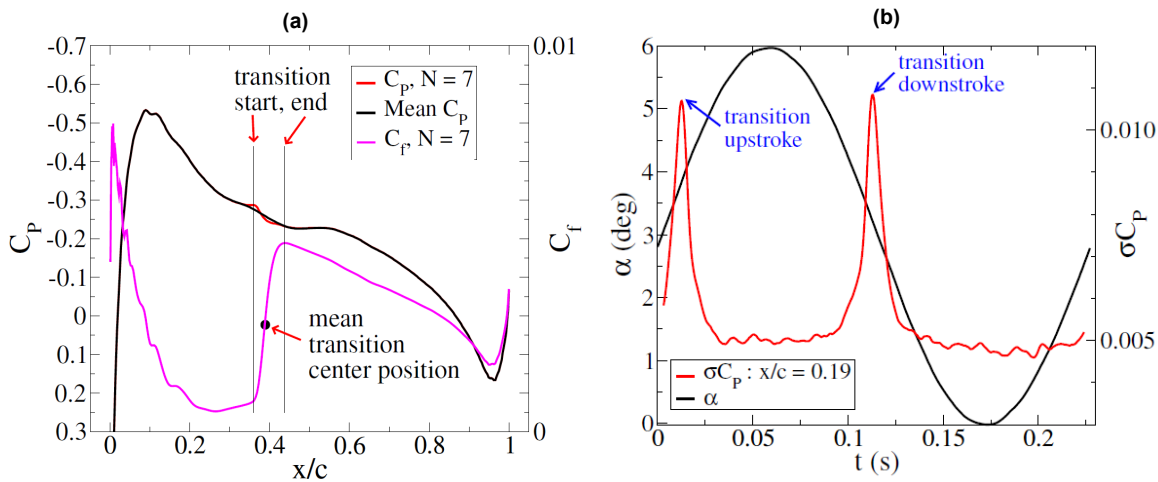 (a)
-0.7
-0.6
-0.5
-0.4
-0.3
-0.2
-0.1
0
0.1
0.2
0.3
C_P
0.01
0
C_f
transition
start, end
C_P, N = 7
Mean C_P
C_f, N = 7
mean
transition
center position
0 0.2 0.4 0.6 0.8 1
x/c
(b)
6
5
4
3
2
1
0
α (deg)
transition
upstroke
transition
downstroke
0.010
0.005
σC_P
σC_P : x/c = 0.19
α
0 0.05 0.1 0.15 0.2
t (s)